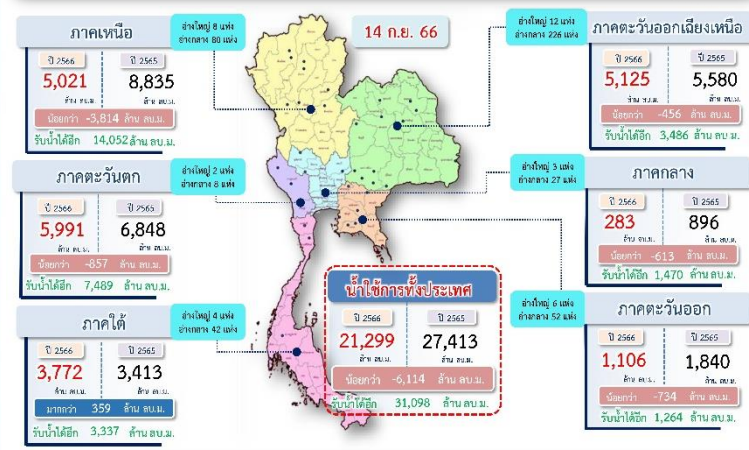 14 ก.ย. 66
ภาคเหนือ
ปี 2566 ปี 2565
5,021 8,835
ล้าน ลบ.ม. ล้าน ลบ.ม.
น้อยกว่า -3,814 ล้าน ลบ.ม.
รับน้ำได้อีก 14,052 ล้าน ลบ.ม.
อ่างใหญ่ 8 แห่ง
อ่างกลาง 80 แห่ง
อ่างใหญ่ 12 แห่ง
อ่างกลาง 226 แห่ง
ภาคตะวันออกเฉียงเหนือ
ปี 2566 ปี 2565
5,125 5,580
ล้าน ลบ.ม. ล้าน ลบ.ม.
น้อยกว่า -456 ล้าน ลบ.ม.
รับน้ำได้อีก 3,486 ล้าน ลบ.ม.
ภาคตะวันตก
ปี 2566 ปี 2565
5,991 6,848
ล้าน ลบ.ม. ล้าน ลบ.ม.
น้อยกว่า -857 ล้าน ลบ.ม.
รับน้ำได้อีก 7,489 ล้าน ลบ.ม.
อ่างใหญ่ 2 แห่ง
อ่างกลาง 8 แห่ง
อ่างใหญ่ 3 แห่ง
อ่างกลาง 27 แห่ง
ภาคกลาง
ปี 2566 ปี 2565
283 896
ล้าน ลบ.ม. ล้าน ลบ.ม.
น้อยกว่า -613 ล้าน ลบ.ม.
รับน้ำได้อีก 1,470 ล้าน ลบ.ม.
ภาคใต้
ปี 2566 ปี 2565
3,772 3,413
ล้าน ลบ.ม. ล้าน ลบ.ม.
มากกว่า 359 ล้าน ลบ.ม.
รับน้ำได้อีก 3,337 ล้าน ลบ.ม.
อ่างใหญ่ 4 แห่ง
อ่างกลาง 42 แห่ง
น้ำใช้การทั้งประเทศ
ปี 2566 ปี 2565
21,299 27,413
ล้าน ลบ.ม. ล้าน ลบ.ม.
น้อยกว่า -6,114 ล้าน ลบ.ม.
รับน้ำได้อีก 31,098 ล้าน ลบ.ม.
อ่างใหญ่ 6 แห่ง
อ่างกลาง 52 แห่ง
ภาคตะวันออก
ปี 2566 ปี 2565
1,106 1,840
ล้าน ลบ.ม. ล้าน ลบ.ม.
น้อยกว่า -734 ล้าน ลบ.ม.
รับน้ำได้อีก 1,264 ล้าน ลบ.ม.